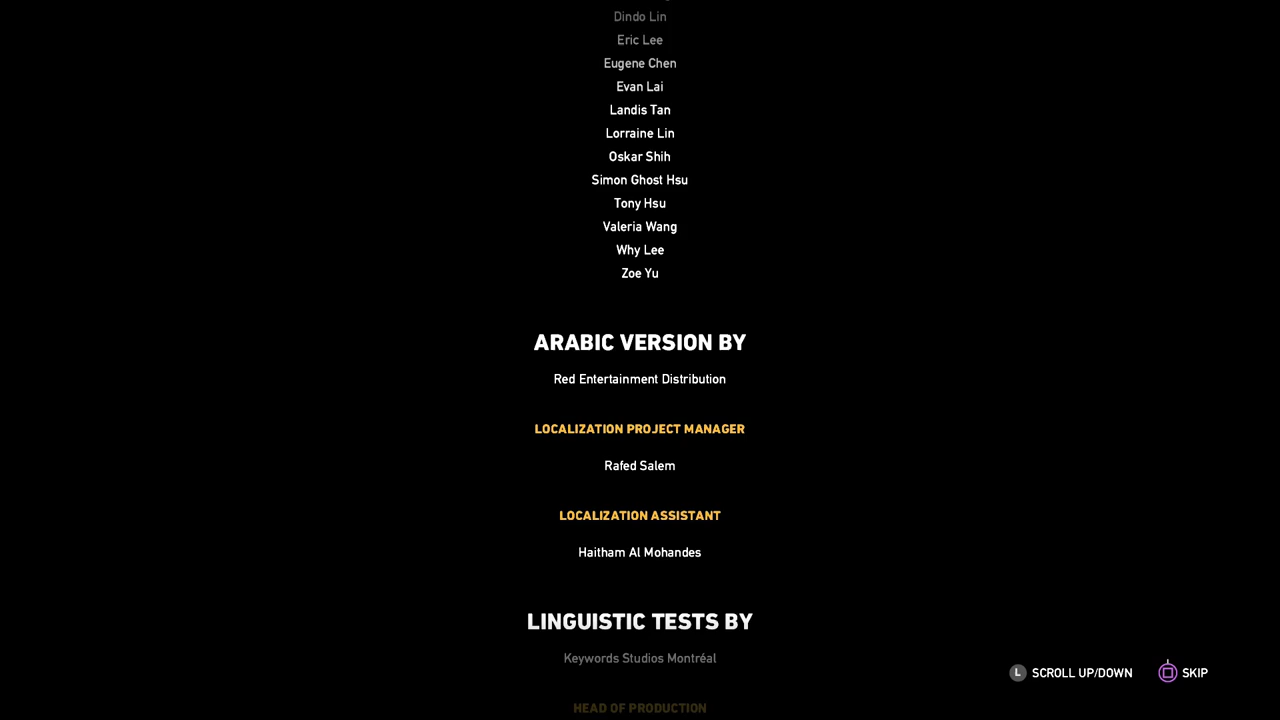 Dindo Lin
Eric Lee
Eugene Chen
Evan Lai
Landis Tan
Lorraine Lin
Oskar Shih
Simon Ghost Hsu
Tony Hsu
Valeria Wang
Why Lee
Zoe Yu
ARABIC VERSION BY
Red Entertainment Distribution
LOCALIZATION PROJECT MANAGER
Rafed Salem
LOCALIZATION ASSISTANT
Haitham Al Mohandes
LINGUISTIC TESTS BY
Keywords Studios Montréal
L SCROLL UP/DOWN SKIP
HEAD OF PRODUCTION